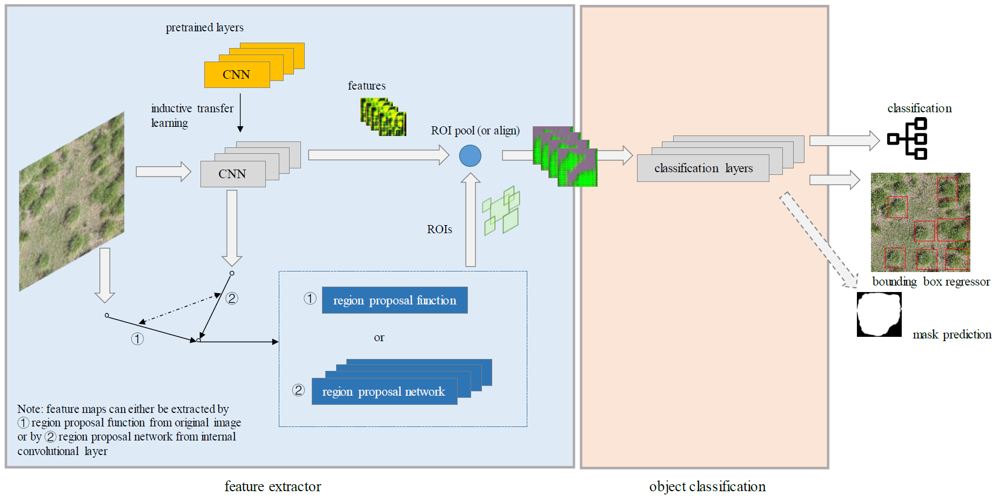 pretrained layers
CNN
inductive transfer
learning
features
ROI pool (or align)
classification
CNN
classification layers
ROIs
bounding box regressor
②
①
①
region proposal function
or
mask prediction
②
region proposal network
Note: feature maps can either be extracted by
① region proposal function from original image
or by ② region proposal network from internal
convolutional layer
feature extractor
object classification